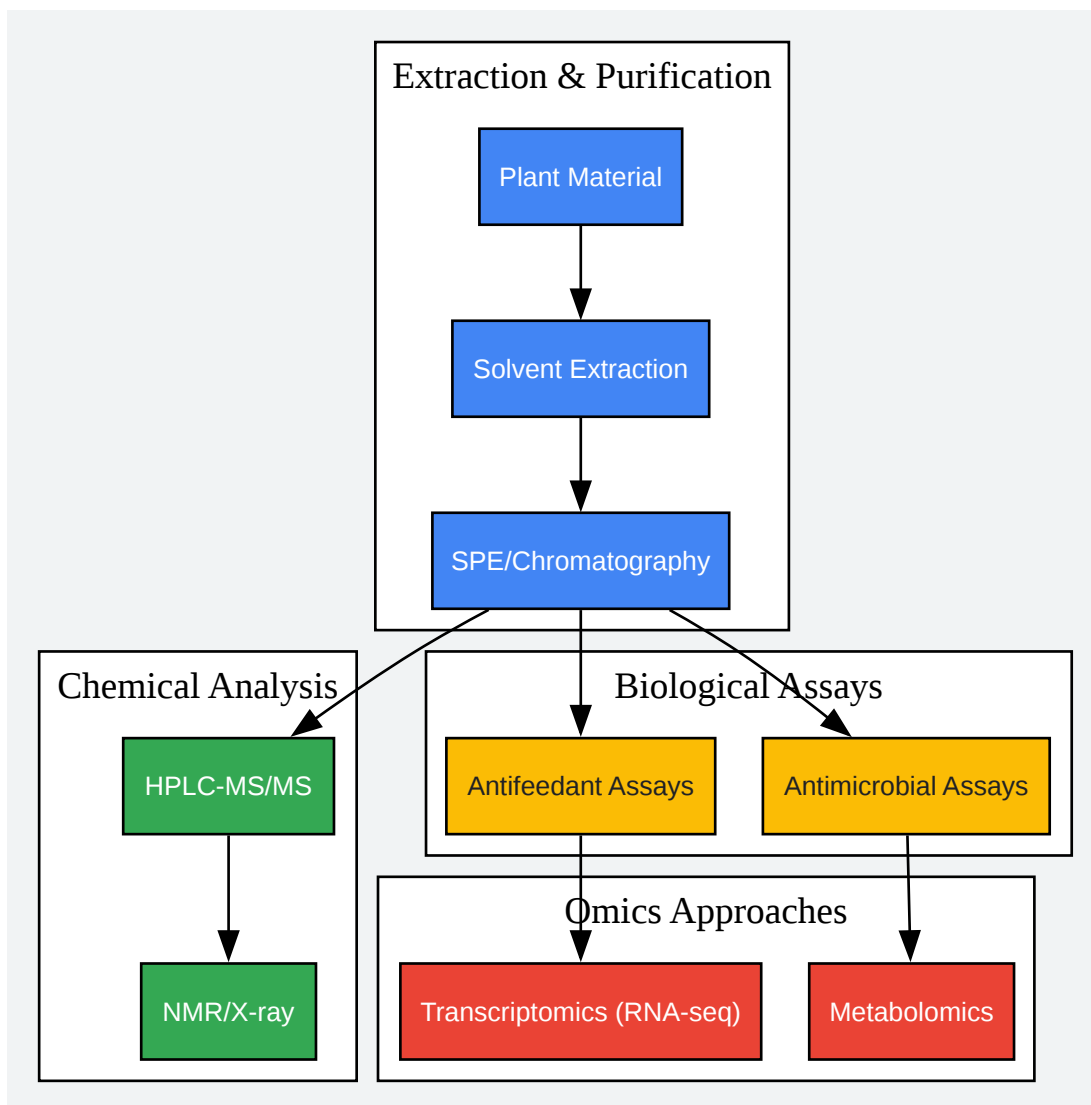 Extraction & Purification
Plant Material
Solvent Extraction
SPE/Chromatography
Chemical Analysis
HPLC-MS/MS
NMR/X-ray
Biological Assays
Antifeedant Assays
Antimicrobial Assays
Omics Approaches
Transcriptomics (RNA-seq)
Metabolomics